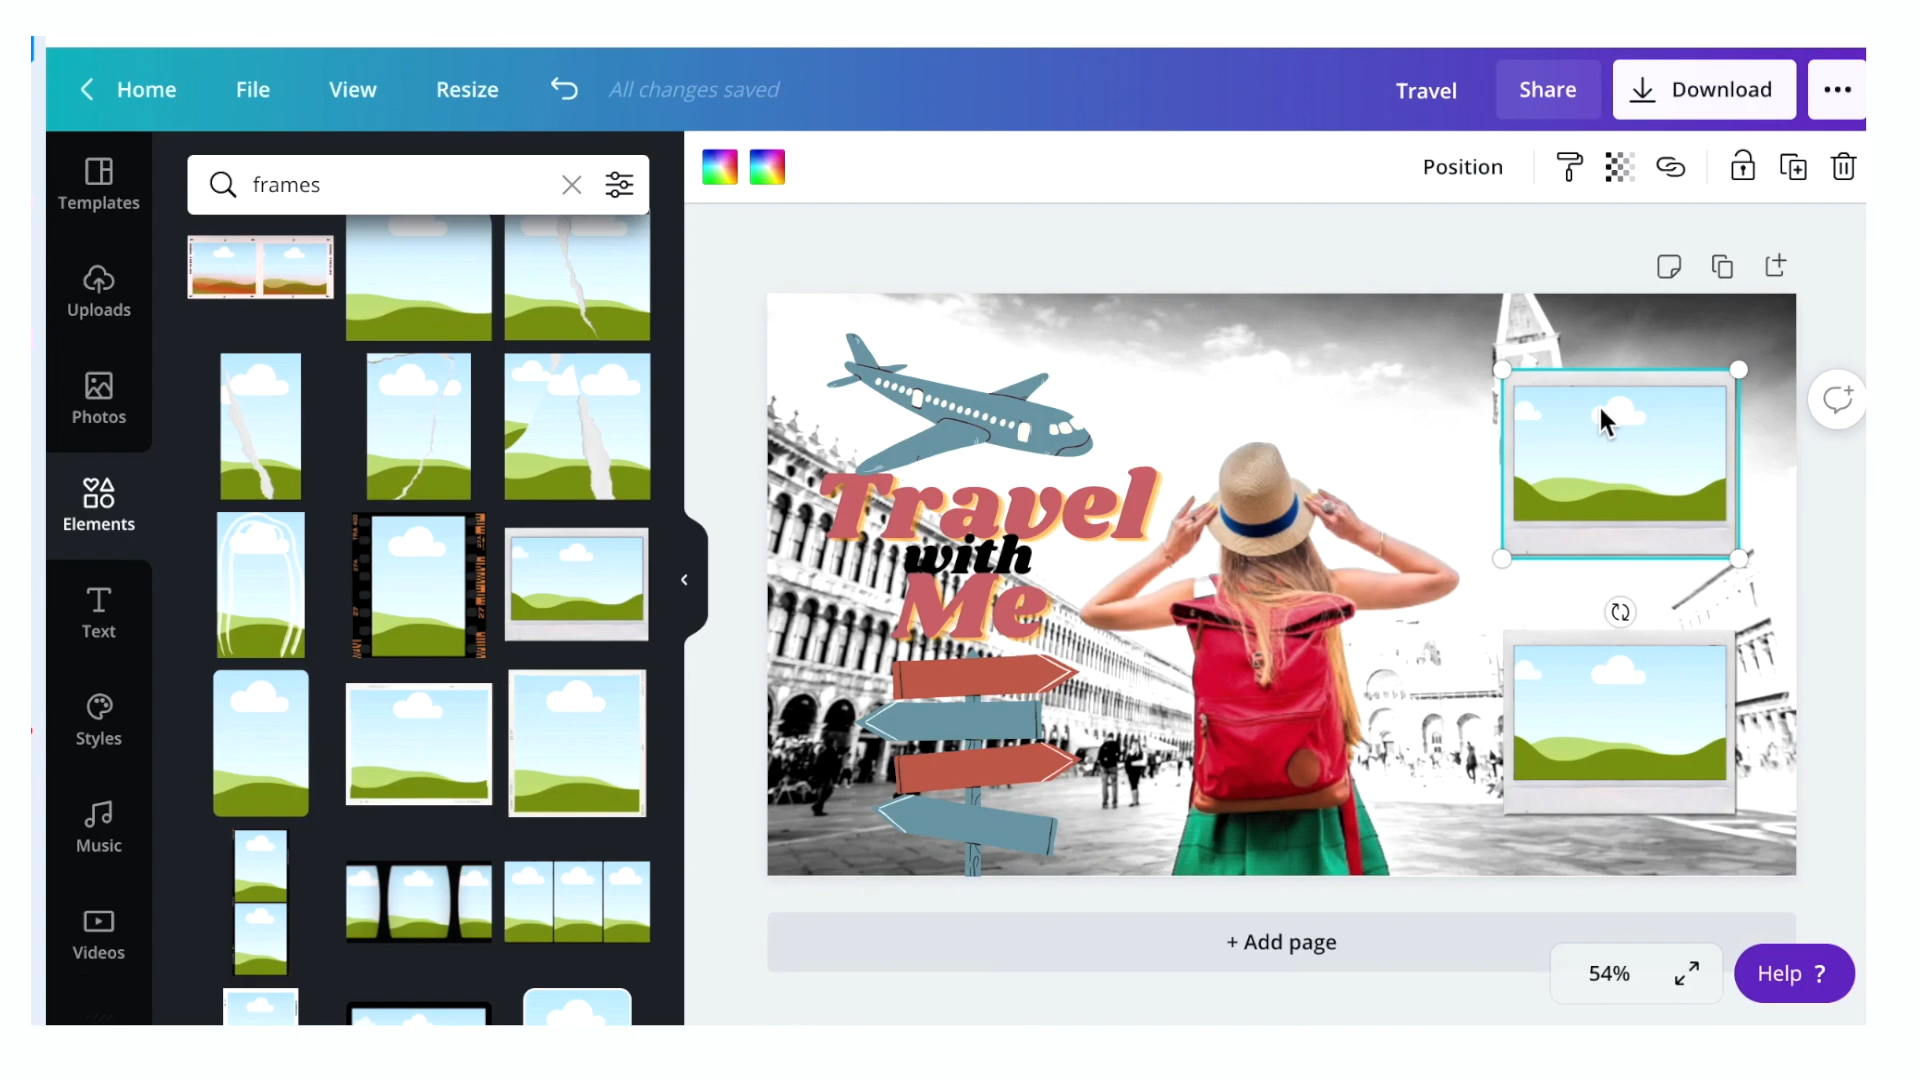 Home File View Resize All changes saved Travel Share Download
Templates
Uploads
Photos
Elements
Text
Styles
Music
Videos
frames
Position
Travel
with
Me
+ Add page
54%
Help ?